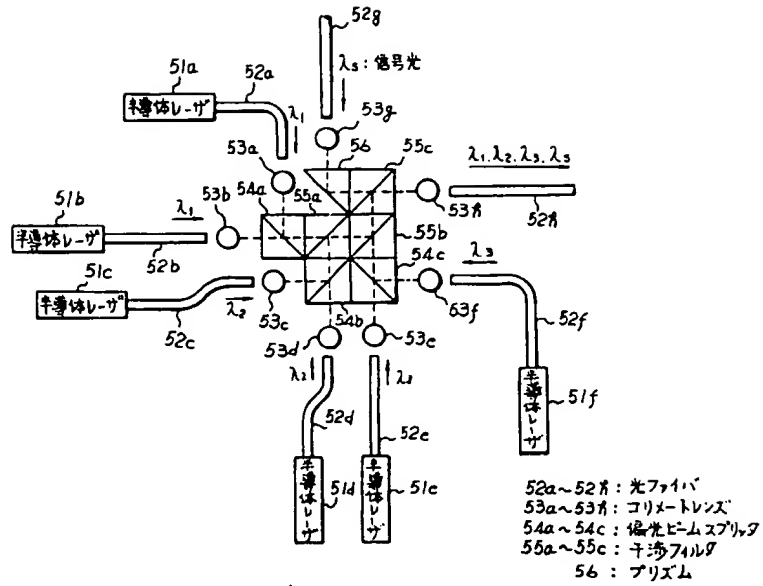 52g
λs:信号光
51a
52a
半導体レーザ
λ1
53g
56
55c
λ1,λ2,λ3,λs
53a
54a
55a
53h
52h
51b
λ1
53b
半導体レーザ
52b
55b
54c
51c
半導体レーザ
λ2
52c
53c
λ3
53f
52f
54b
53d
53e
λ2
λ3
52d
52e
半導体レーザ
51d
半導体レーザ
51e
半導体レーザ
51f
52a~52h:光ファイバ
53a~53h:コリメートレンズ
54a~54c:偏光ビームスプリッタ
55a~55c:干渉フィルタ
56:プリズム